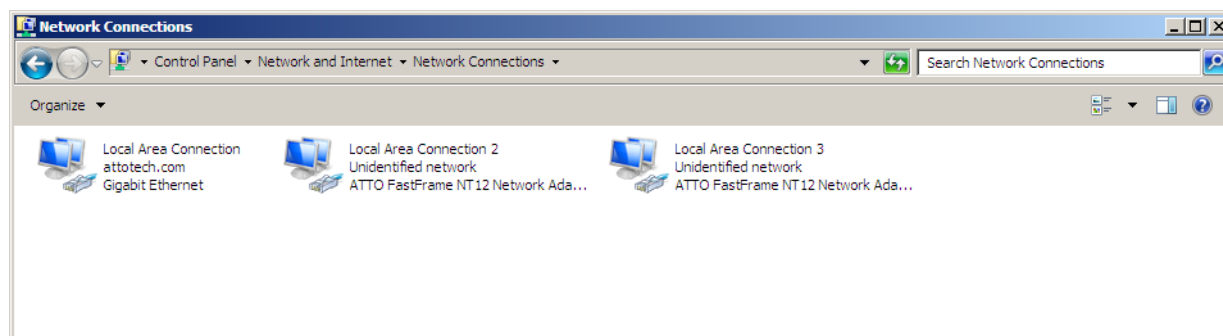 Network Connections
Control Panel Network and Internet Network Connections
Search Network Connections
Organize
Local Area Connection
attotech.com
Gigabit Ethernet
Local Area Connection 2
Unidentified network
ATTO FastFrame NT12 Network Ada...
Local Area Connection 3
Unidentified network
ATTO FastFrame NT12 Network Ada...